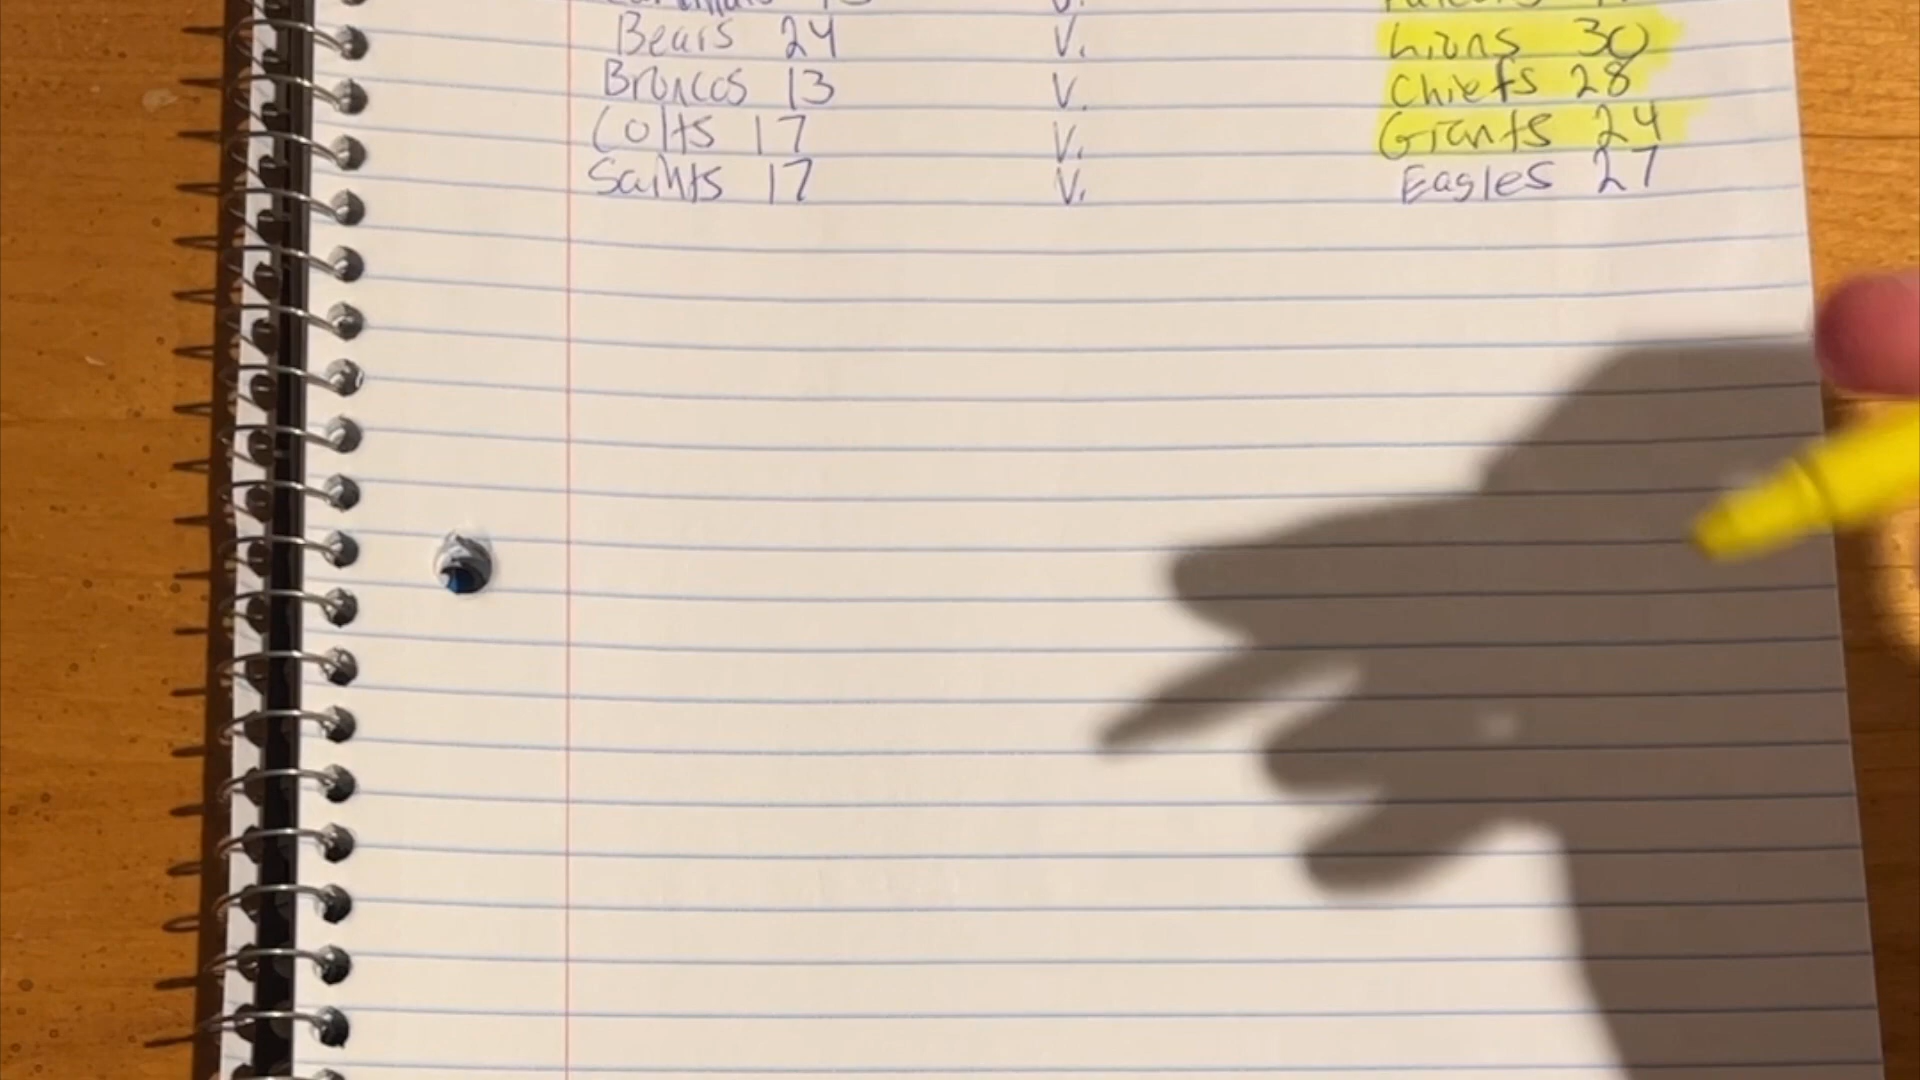 Bears 24 V. Lions 30
Broncos 13 V. Chiefs 28
Colts 17 V. Giants 24
Saints 17 V. Eagles 27